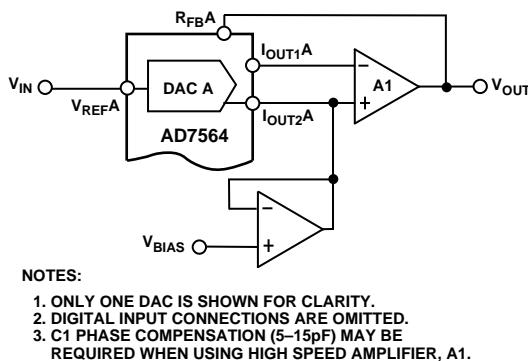 RFBA
VIN
VREFA
DAC A
AD7564
IOUT1A
IOUT2A
A1
VOUT
VBIAS
NOTES:
1. ONLY ONE DAC IS SHOWN FOR CLARITY.
2. DIGITAL INPUT CONNECTIONS ARE OMITTED.
3. C1 PHASE COMPENSATION (5–15pF) MAY BE
REQUIRED WHEN USING HIGH SPEED AMPLIFIER, A1.